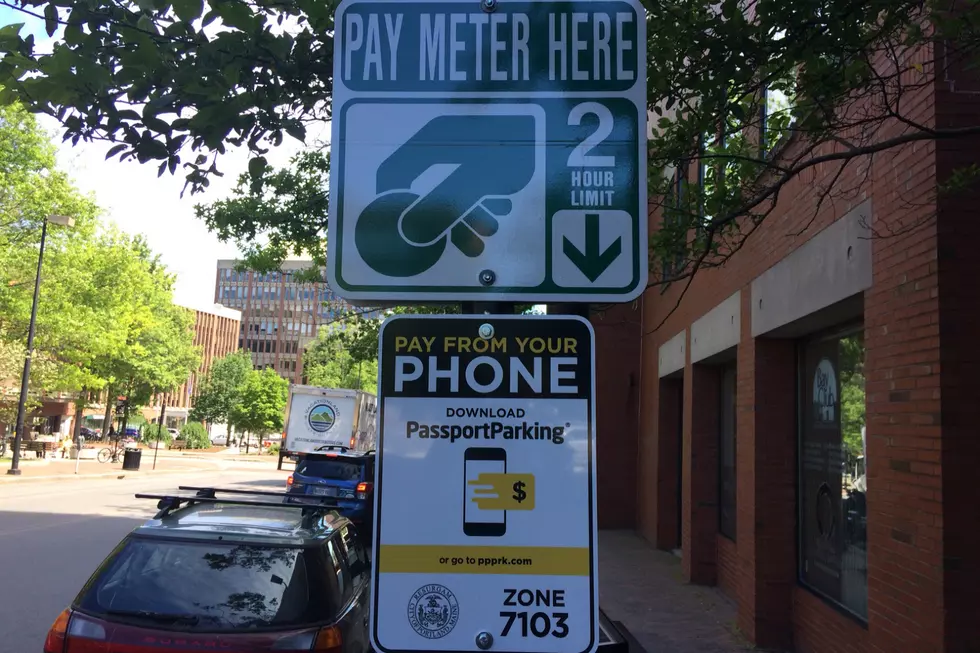 PAY METER HERE
2
HOUR
LIMIT
PAY FROM YOUR
PHONE
DOWNLOAD
PassportParking®
$
or go to ppprk.com
ZONE
7103